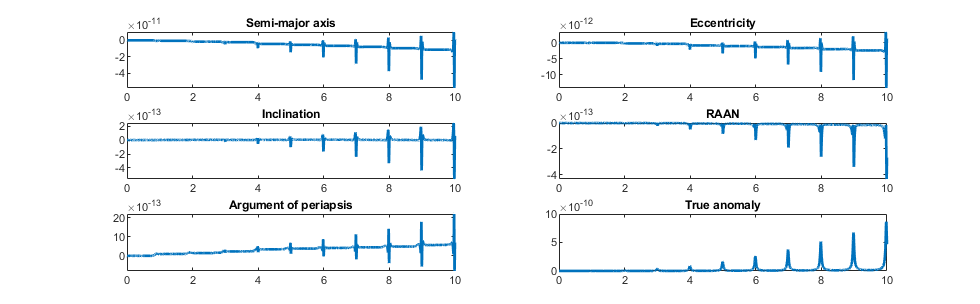 Semi-major axis
×10^-11
0
-2
-4
0 2 4 6 8 10
Eccentricity
×10^-12
0
-5
-10
0 2 4 6 8 10
Inclination
×10^-13
2
0
-2
-4
0 2 4 6 8 10
RAAN
×10^-13
0
-2
-4
0 2 4 6 8 10
Argument of periapsis
×10^-13
20
10
0
0 2 4 6 8 10
True anomaly
×10^-10
10
5
0
0 2 4 6 8 10